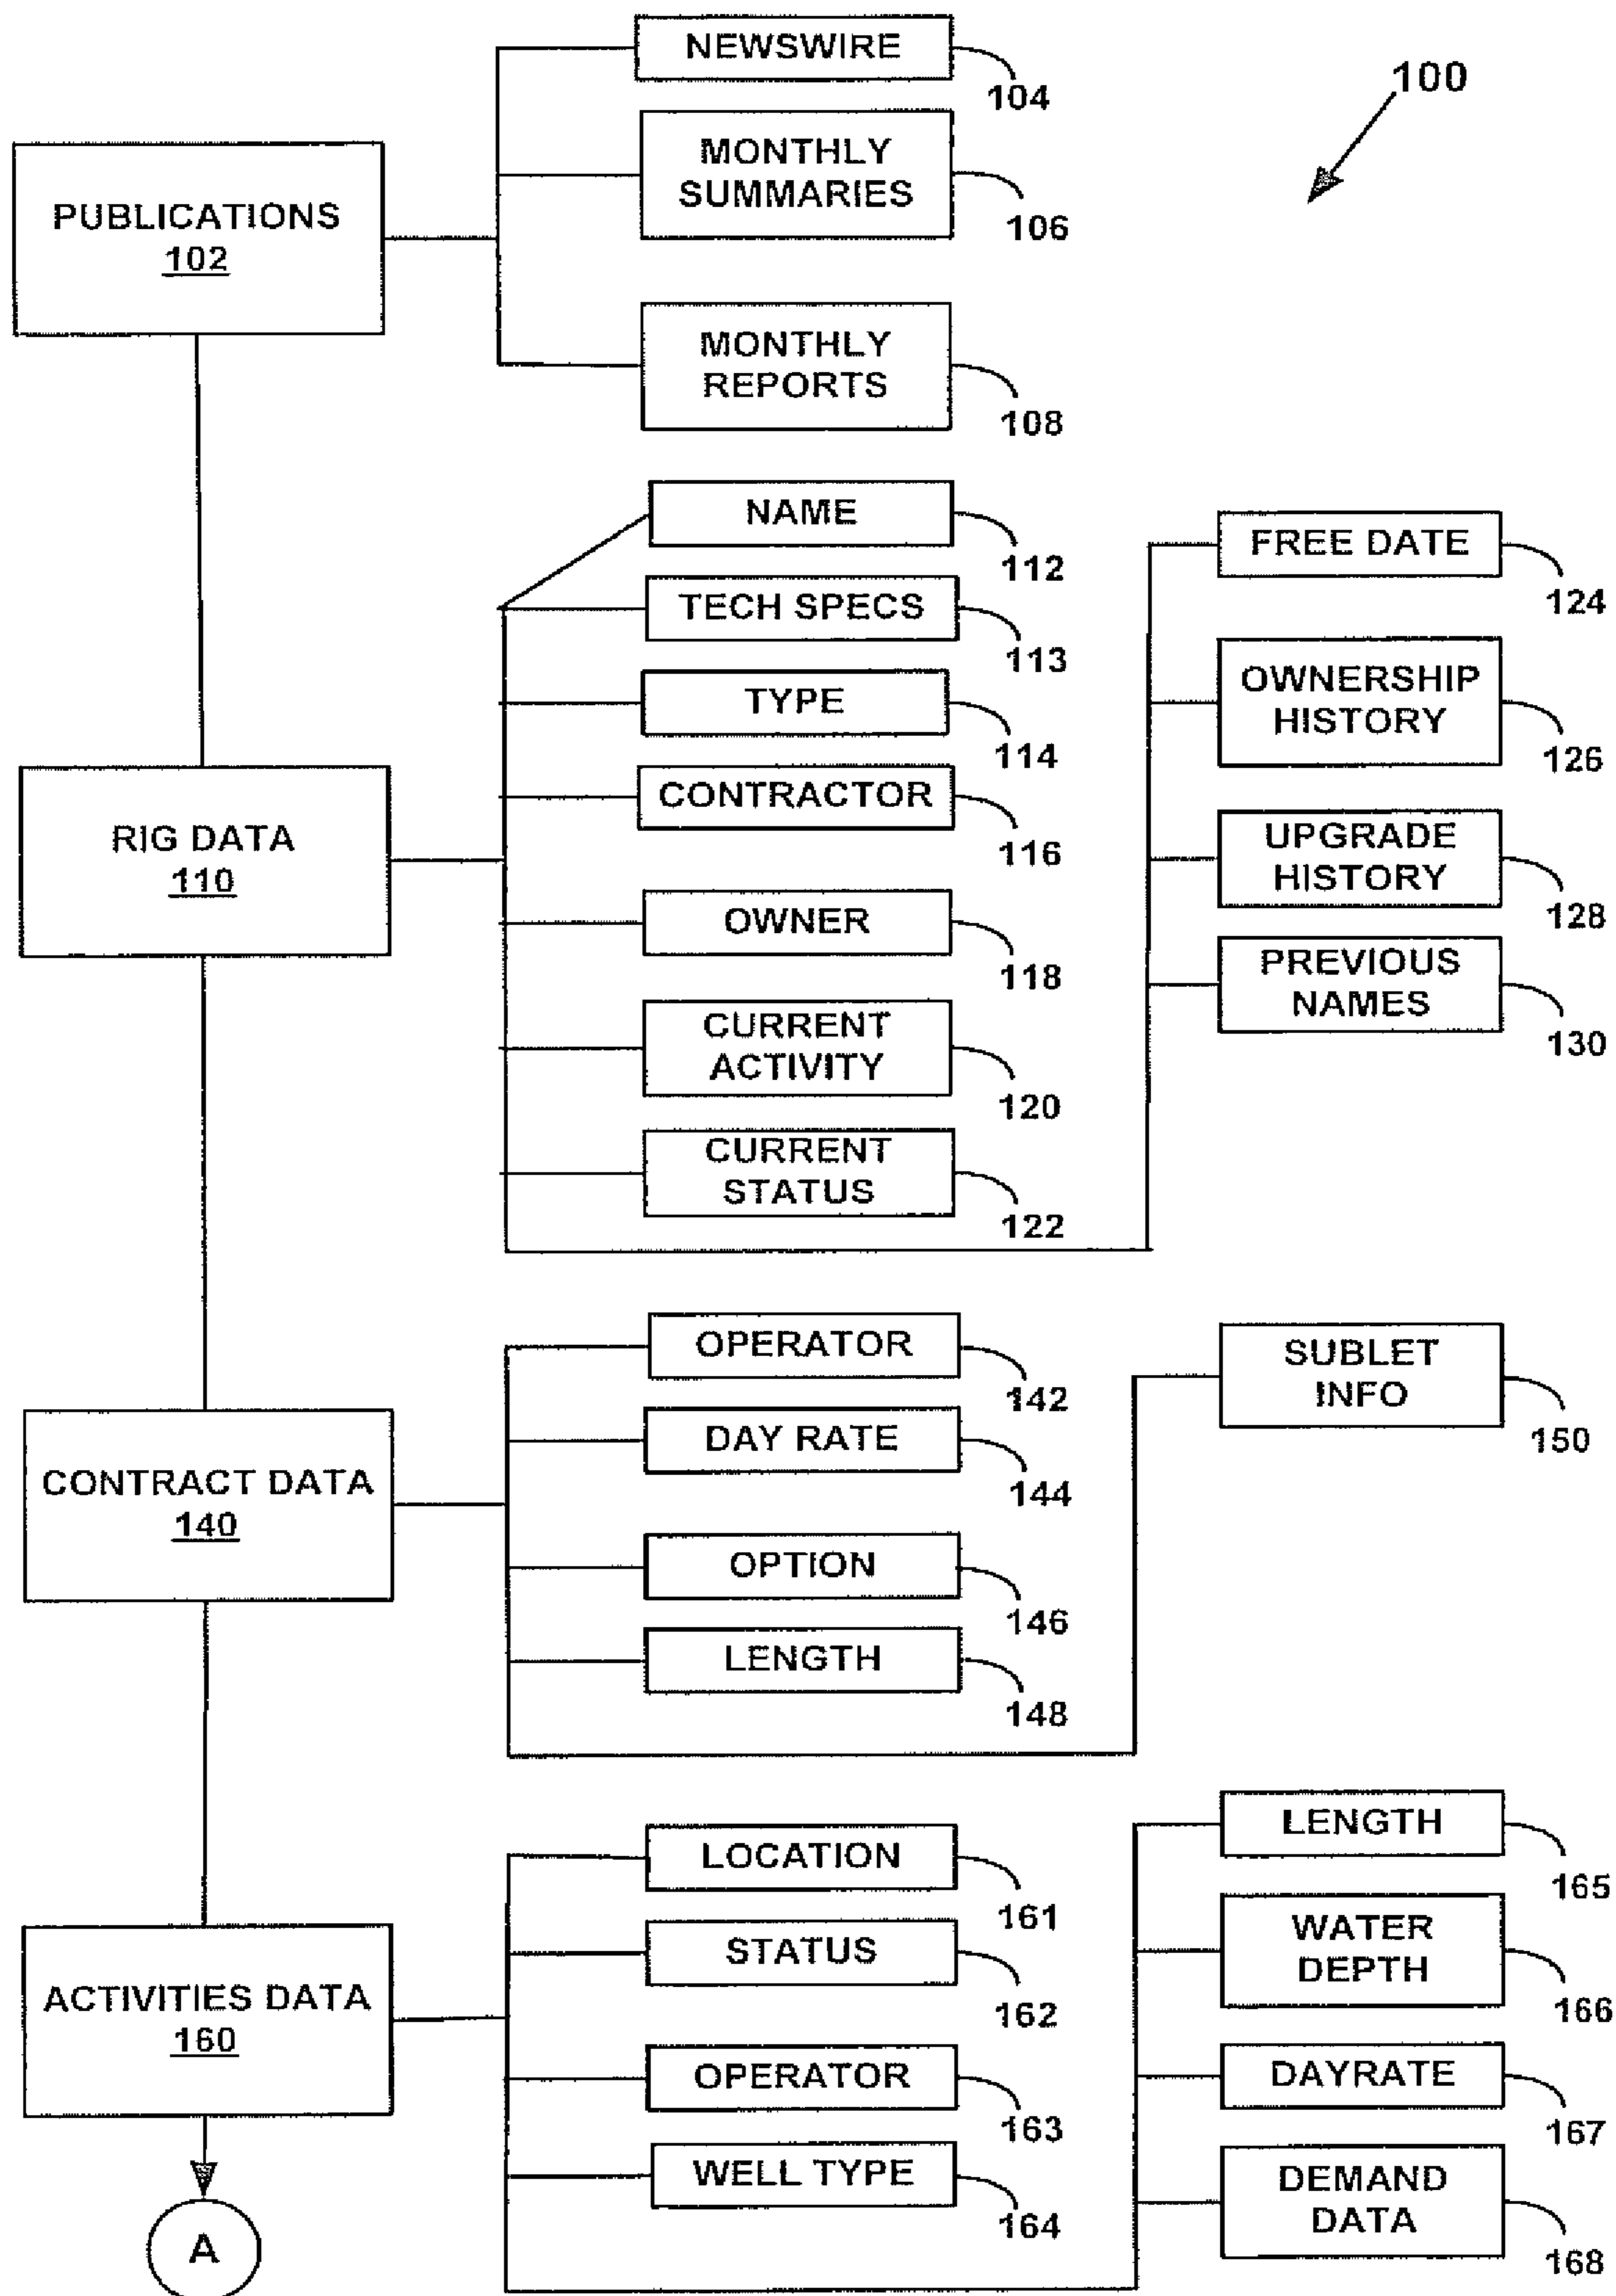 100
PUBLICATIONS
102
NEWSWIRE
104
MONTHLY
SUMMARIES
106
MONTHLY
REPORTS
108
RIG DATA
110
NAME
112
TECH SPECS
113
TYPE
114
CONTRACTOR
116
OWNER
118
CURRENT
ACTIVITY
120
CURRENT
STATUS
122
FREE DATE
124
OWNERSHIP
HISTORY
126
UPGRADE
HISTORY
128
PREVIOUS
NAMES
130
CONTRACT DATA
140
OPERATOR
142
DAY RATE
144
OPTION
146
LENGTH
148
SUBLET
INFO
150
ACTIVITIES DATA
160
LOCATION
161
STATUS
162
OPERATOR
163
WELL TYPE
164
LENGTH
165
WATER
DEPTH
166
DAYRATE
167
DEMAND
DATA
168
A